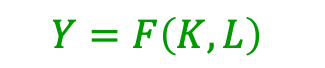 Y = F(K, L)